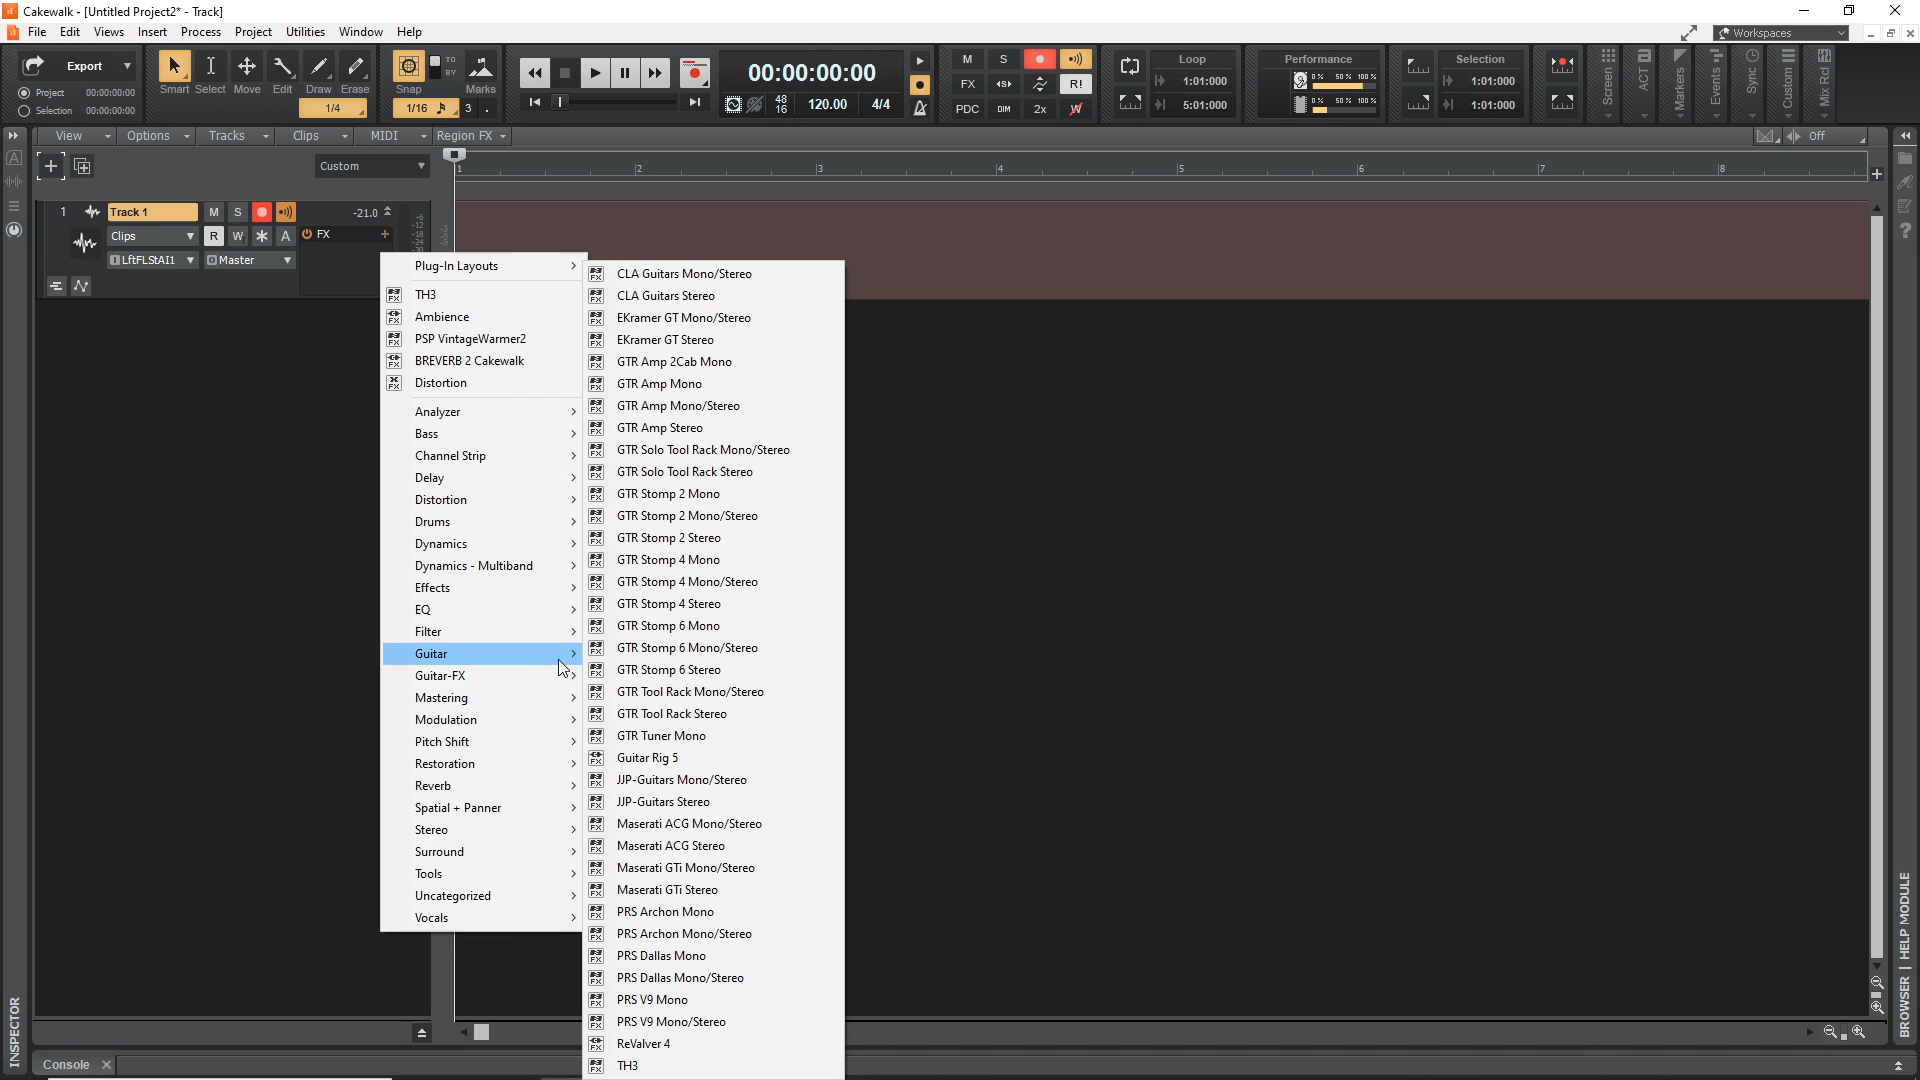 Cakewalk - [Untitled Project2* - Track]
File Edit Views Insert Process Project Utilities Window Help
Workspaces
Export
Project 00:00:00:00
Selection 00:00:00:00
Smart Select Move Edit Draw Erase
1/4
Snap TO BY Marks
1/16 3
00:00:00:00
48 16 120.00 4/4
M S
FX R!
PDC DIM 2x W
Loop
1:01:000
5:01:000
Performance
0 % 50 % 100 %
0 % 50 % 100 %
Selection
1:01:000
1:01:000
Screen
ACT
Markers
Events
Sync
Custom
Mix Rcl
View Options Tracks Clips MIDI Region FX Off
Custom
1 2 3 4 5 6 7 8
1 Track 1 M S -21.0
Clips R W A FX
LftFLStAI1 Master
-6
-12
-18
-24
Plug-In Layouts
TH3
Ambience
PSP VintageWarmer2
BREVERB 2 Cakewalk
Distortion
Analyzer
Bass
Channel Strip
Delay
Distortion
Drums
Dynamics
Dynamics - Multiband
Effects
EQ
Filter
Guitar
Guitar-FX
Mastering
Modulation
Pitch Shift
Restoration
Reverb
Spatial + Panner
Stereo
Surround
Tools
Uncategorized
Vocals
CLA Guitars Mono/Stereo
CLA Guitars Stereo
EKramer GT Mono/Stereo
EKramer GT Stereo
GTR Amp 2Cab Mono
GTR Amp Mono
GTR Amp Mono/Stereo
GTR Amp Stereo
GTR Solo Tool Rack Mono/Stereo
GTR Solo Tool Rack Stereo
GTR Stomp 2 Mono
GTR Stomp 2 Mono/Stereo
GTR Stomp 2 Stereo
GTR Stomp 4 Mono
GTR Stomp 4 Mono/Stereo
GTR Stomp 4 Stereo
GTR Stomp 6 Mono
GTR Stomp 6 Mono/Stereo
GTR Stomp 6 Stereo
GTR Tool Rack Mono/Stereo
GTR Tool Rack Stereo
GTR Tuner Mono
Guitar Rig 5
JJP-Guitars Mono/Stereo
JJP-Guitars Stereo
Maserati ACG Mono/Stereo
Maserati ACG Stereo
Maserati GTi Mono/Stereo
Maserati GTi Stereo
PRS Archon Mono
PRS Archon Mono/Stereo
PRS Dallas Mono
PRS Dallas Mono/Stereo
PRS V9 Mono
PRS V9 Mono/Stereo
ReValver 4
TH3
INSPECTOR
BROWSER | HELP MODULE
Console